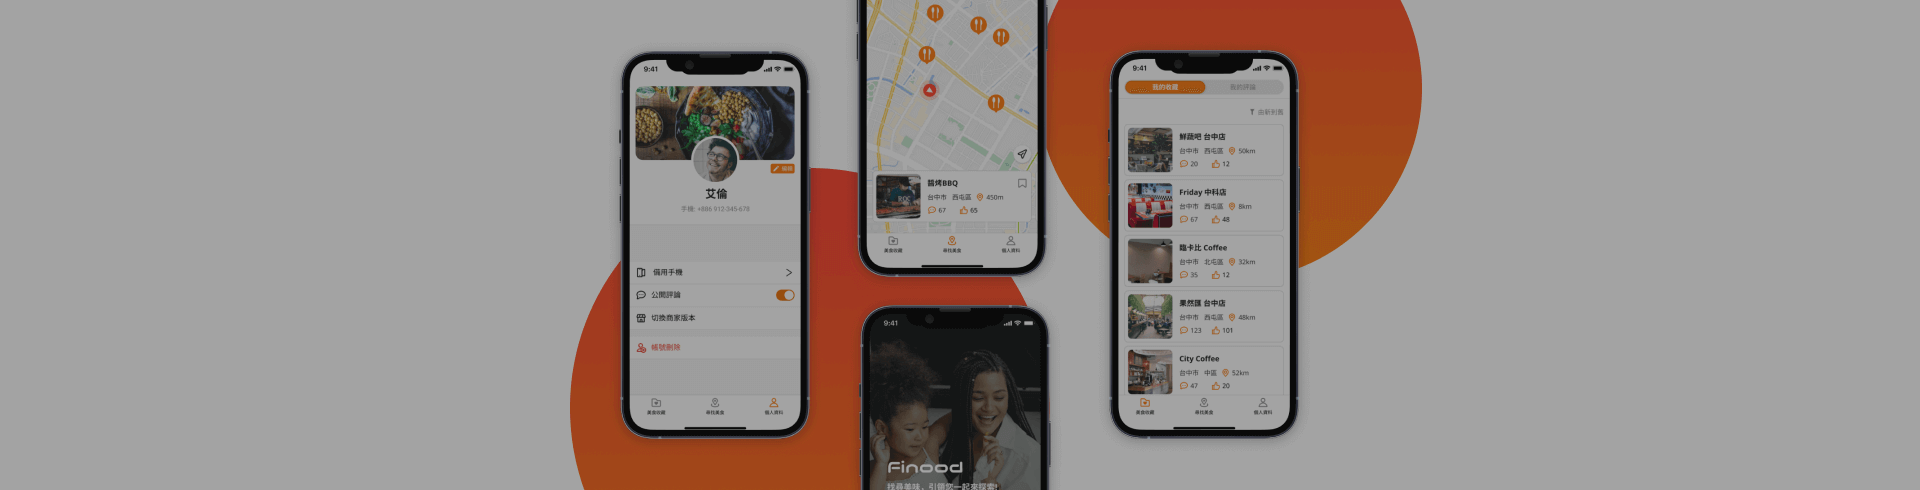 9:41
編輯
艾倫
手機: +886 912-345-678
備用手機
公開評論
切換商家版本
帳號刪除
美食收藏
尋找美食
個人資料
醬烤BBQ
台中市 西屯區 450m
67 65
美食收藏
尋找美食
個人資料
9:41
Finood
找尋美味，引領您一起來探索!
9:41
我的收藏
我的評論
由新到舊
鮮蔬吧 台中店
台中市 西屯區 50km
20 12
Friday 中科店
台中市 西屯區 8km
67 48
臨卡比 Coffee
台中市 北屯區 32km
35 12
果然匯 台中店
台中市 西屯區 48km
123 101
City Coffee
台中市 中區 52km
47 20
美食收藏
尋找美食
個人資料